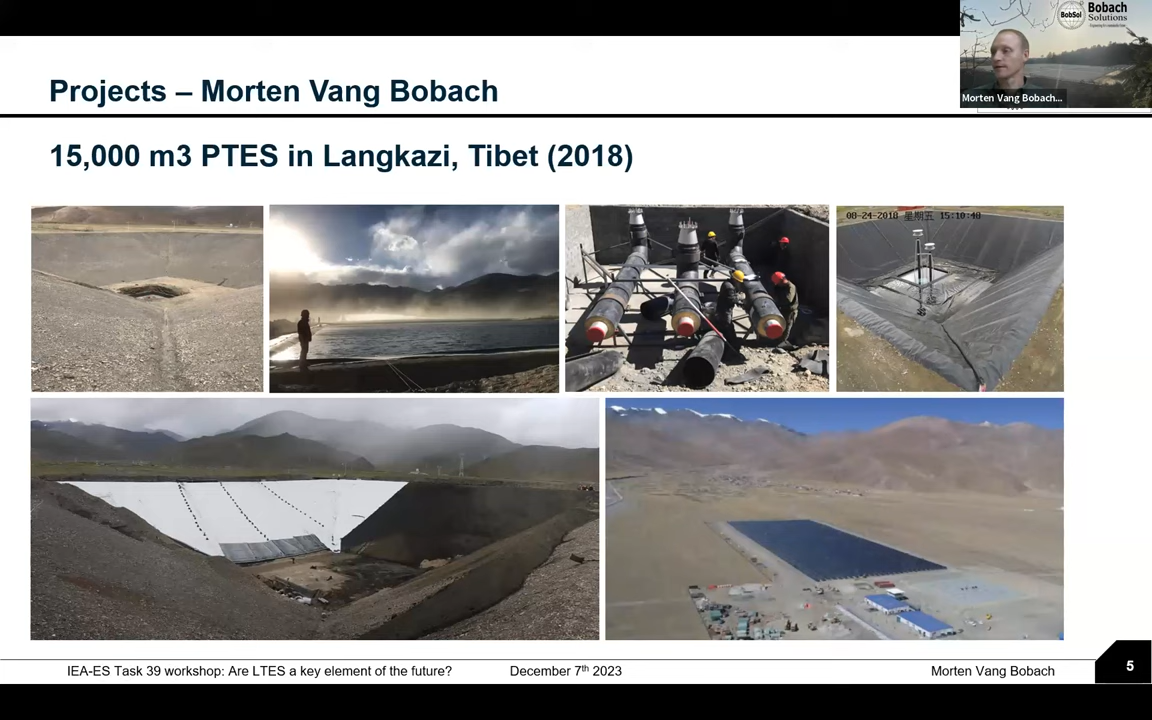 BobSol
Bobach
Solutions
Morten Vang Bobach...
Projects – Morten Vang Bobach
15,000 m3 PTES in Langkazi, Tibet (2018)
08-24-2018 星期五 15:10:48
IEA-ES Task 39 workshop: Are LTES a key element of the future?
December 7th 2023
Morten Vang Bobach
5